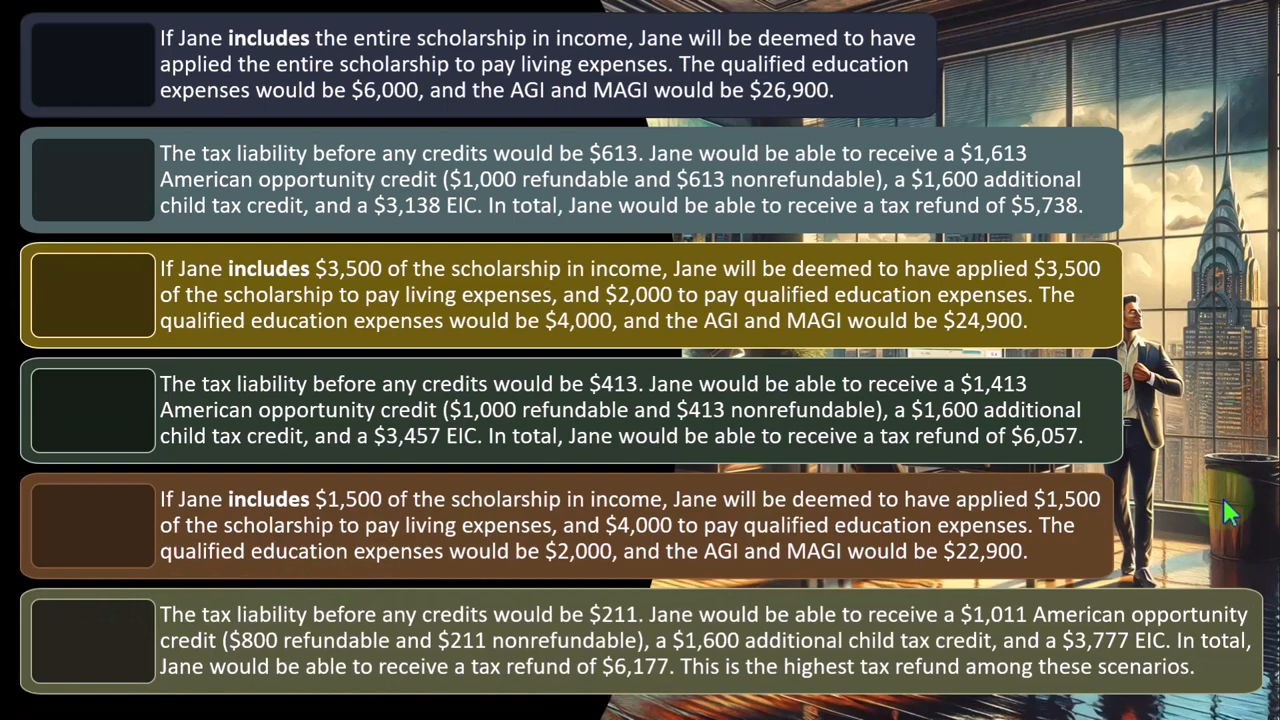 If Jane includes the entire scholarship in income, Jane will be deemed to have
applied the entire scholarship to pay living expenses. The qualified education
expenses would be $6,000, and the AGI and MAGI would be $26,900.
The tax liability before any credits would be $613. Jane would be able to receive a $1,613
American opportunity credit ($1,000 refundable and $613 nonrefundable), a $1,600 additional
child tax credit, and a $3,138 EIC. In total, Jane would be able to receive a tax refund of $5,738.
If Jane includes $3,500 of the scholarship in income, Jane will be deemed to have applied $3,500
of the scholarship to pay living expenses, and $2,000 to pay qualified education expenses. The
qualified education expenses would be $4,000, and the AGI and MAGI would be $24,900.
The tax liability before any credits would be $413. Jane would be able to receive a $1,413
American opportunity credit ($1,000 refundable and $413 nonrefundable), a $1,600 additional
child tax credit, and a $3,457 EIC. In total, Jane would be able to receive a tax refund of $6,057.
If Jane includes $1,500 of the scholarship in income, Jane will be deemed to have applied $1,500
of the scholarship to pay living expenses, and $4,000 to pay qualified education expenses. The
qualified education expenses would be $2,000, and the AGI and MAGI would be $22,900.
The tax liability before any credits would be $211. Jane would be able to receive a $1,011 American opportunity
credit ($800 refundable and $211 nonrefundable), a $1,600 additional child tax credit, and a $3,777 EIC. In total,
Jane would be able to receive a tax refund of $6,177. This is the highest tax refund among these scenarios.